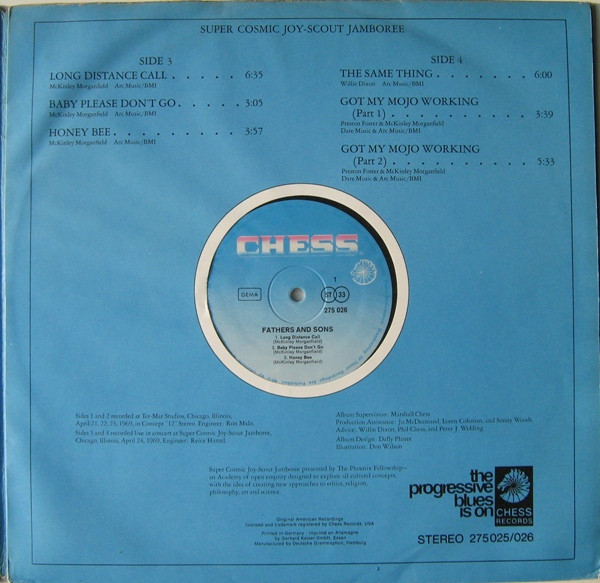 SUPER COSMIC JOY-SCOUT JAMBOREE
SIDE 3
LONG DISTANCE CALL . . . . . . 6:35
McKinley Morganfield Arc Music/BMI
BABY PLEASE DON'T GO . . . . . 3:05
McKinley Morganfield Arc Music/BMI
HONEY BEE . . . . . . . . . . 3:57
McKinley Morganfield Arc Music/BMI
SIDE 4
THE SAME THING . . . . . . . . 6:00
Willie Dixon Arc Music/BMI
GOT MY MOJO WORKING
(Part 1) . . . . . . . . . . . 3:39
Preston Foster & McKinley Morganfield
Dare Music & Arc Music/BMI
GOT MY MOJO WORKING
(Part 2) . . . . . . . . . . . 5:33
Preston Foster & McKinley Morganfield
Dare Music & Arc Music/BMI
CHESS
GEMA
1
ST 33
275 026
FATHERS AND SONS
1. Long Distance Call
(McKinley Morganfield)
2. Baby Please Don't Go
(McKinley Morganfield)
3. Honey Bee
(McKinley Morganfield)
Sides 1 and 2 recorded at Ter-Mar Studios, Chicago, Illinois,
April 21, 22, 23, 1969, in Concept "12" Stereo. Engineer: Ron Malo.
Sides 3 and 4 recorded live in concert at Super Cosmic Joy-Scout Jamboree,
Chicago, Illinois, April 24, 1969, Engineer: Reice Hamel.
Album Supervision: Marshall Chess
Production Assistance: Jo McDermond, Loren Coleman, and Sonny Woods
Advice: Willie Dixon, Phil Chess, and Peter J. Welding
Album Design: Daffy Plaster
Illustration: Don Wilson
Super Cosmic Joy-Scout Jamboree presented by The Phoenix Fellowship—
an Academy of open enquiry designed to explore all cultural concepts,
with the idea of creating new approaches to ethics, religion,
philosophy, art and science.
Original American Recordings
licensed and trademark registered by Chess Records, USA
Printed in Germany · Imprimé en Allemagne
by Gerhard Kaiser GmbH, Essen
Manufactured by Deutsche Grammophon, Hamburg
the
progressive
blues
is on
CHESS
RECORDS
STEREO 275025/026